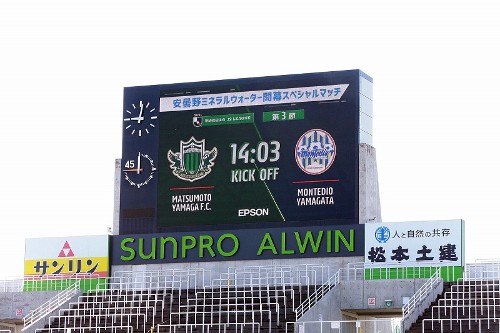 安曇野ミネラルウォーター開幕スペシャルマッチ
第3節
45
14:03
KICK OFF
Montedio
MATSUMOTO
YAMAGA F.C.
MONTEDIO
YAMAGATA
EPSON
SUNPRO ALWIN
サンリン
人と自然の共存
松本土建